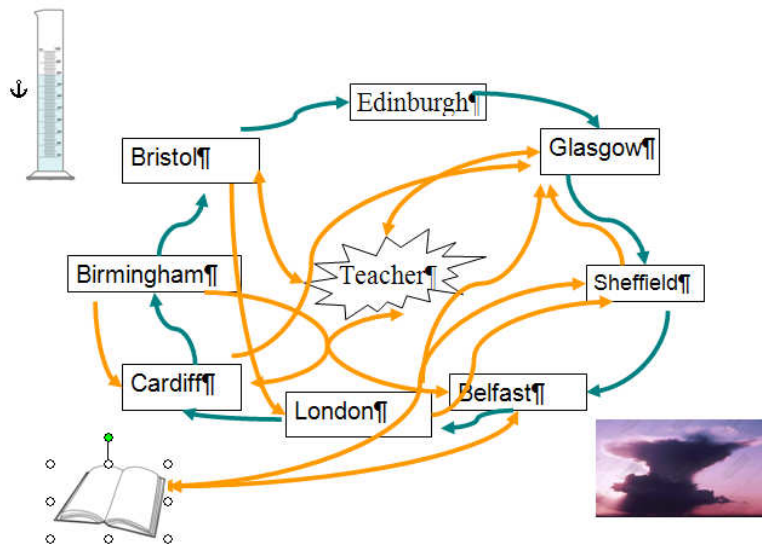 Edinburgh¶
Bristol¶
Glasgow¶
Birmingham¶
Teacher¶
Sheffield¶
Cardiff¶
London¶
Belfast¶